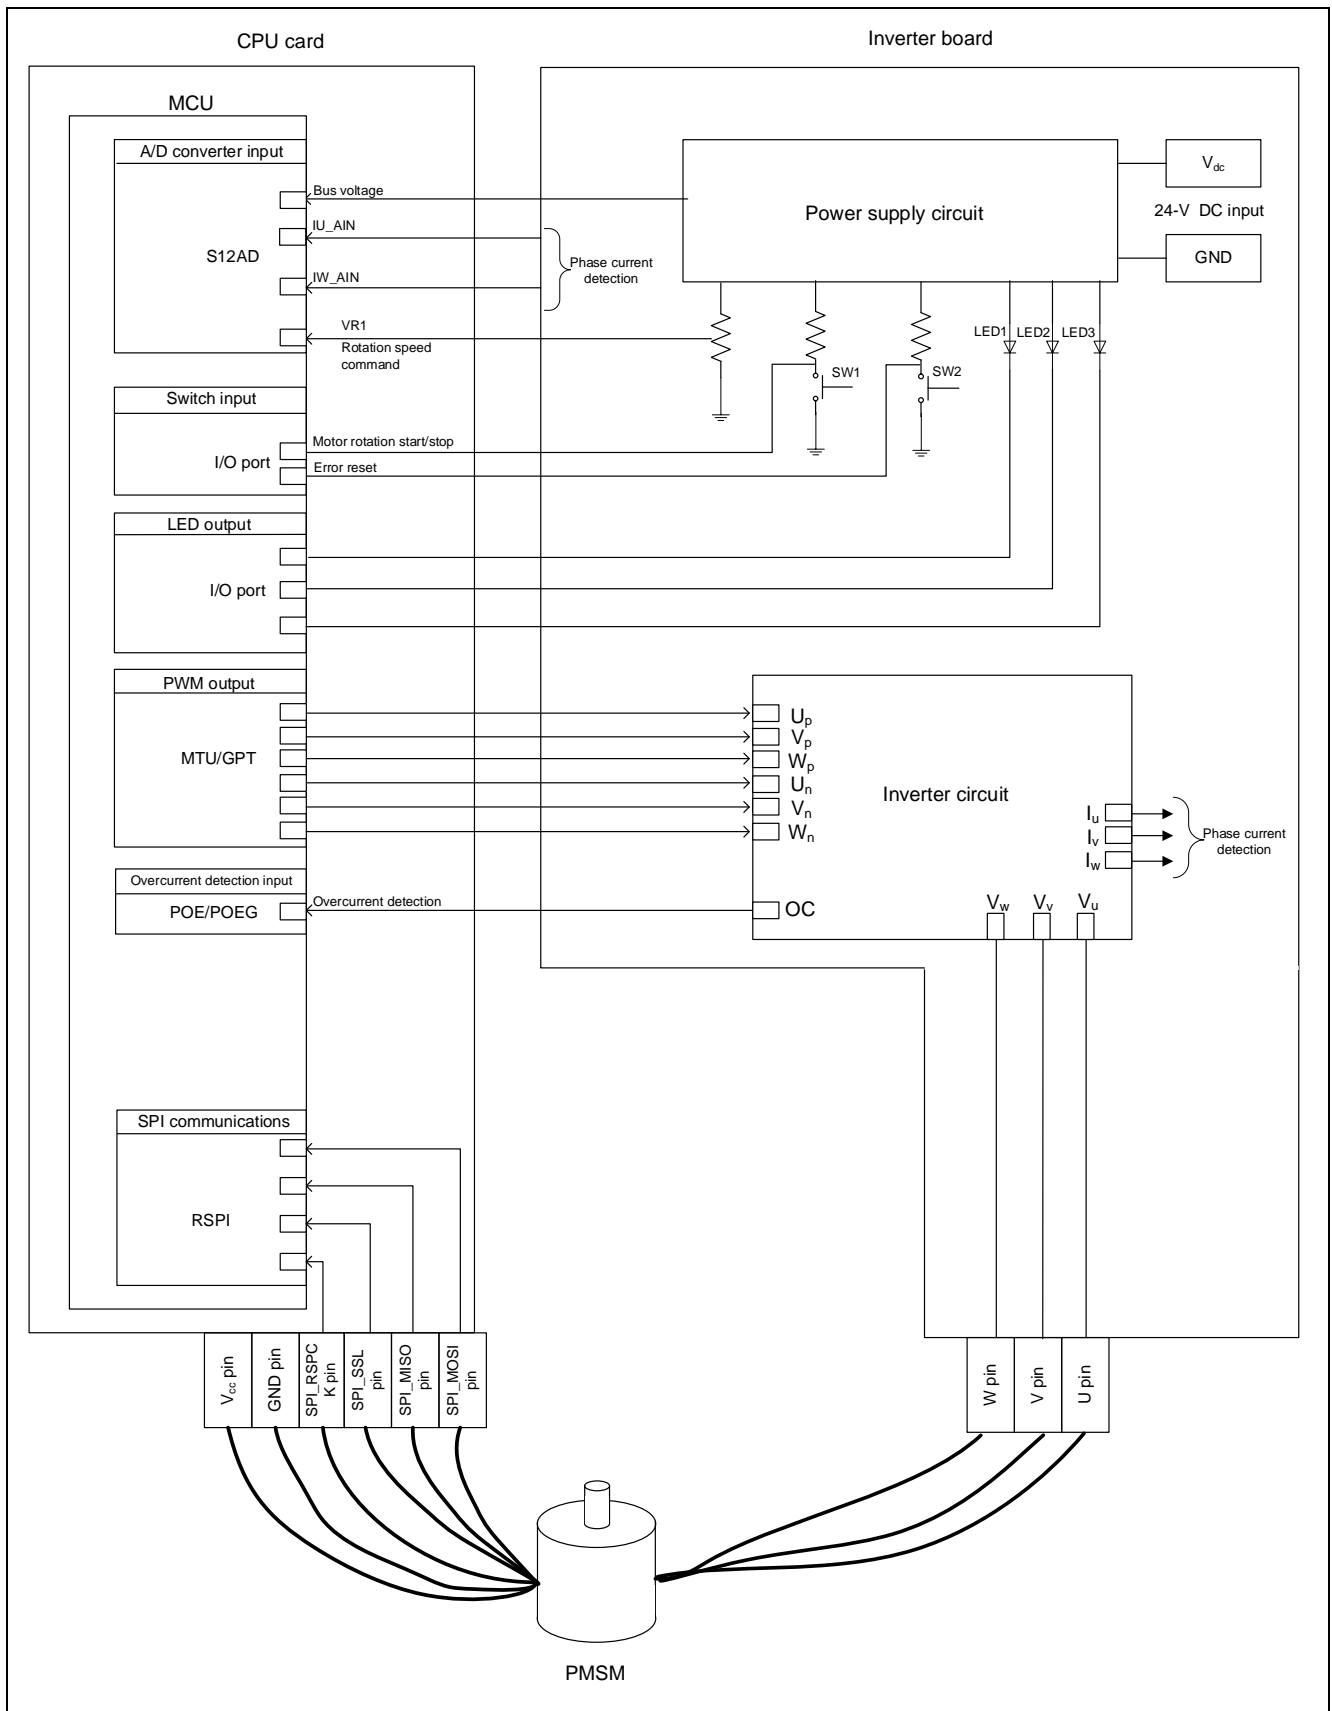 CPU card
Inverter board
MCU
A/D converter input
S12AD
Bus voltage
IU_AIN
IW_AIN
Phase current
detection
VR1
Rotation speed
command
Power supply circuit
Vdc
24-V DC input
GND
LED1
LED2
LED3
SW1
SW2
Switch input
I/O port
Motor rotation start/stop
Error reset
LED output
I/O port
PWM output
MTU/GPT
Up
Vp
Wp
Un
Vn
Wn
Inverter circuit
Iu
Iv
Iw
Phase current
detection
Overcurrent detection input
POE/POEG
Overcurrent detection
OC
Vw
Vv
Vu
SPI communications
RSPI
Vcc pin
GND pin
SPI_RSPC
K pin
SPI_SSL
pin
SPI_MISO
pin
SPI_MOSI
pin
W pin
V pin
U pin
PMSM